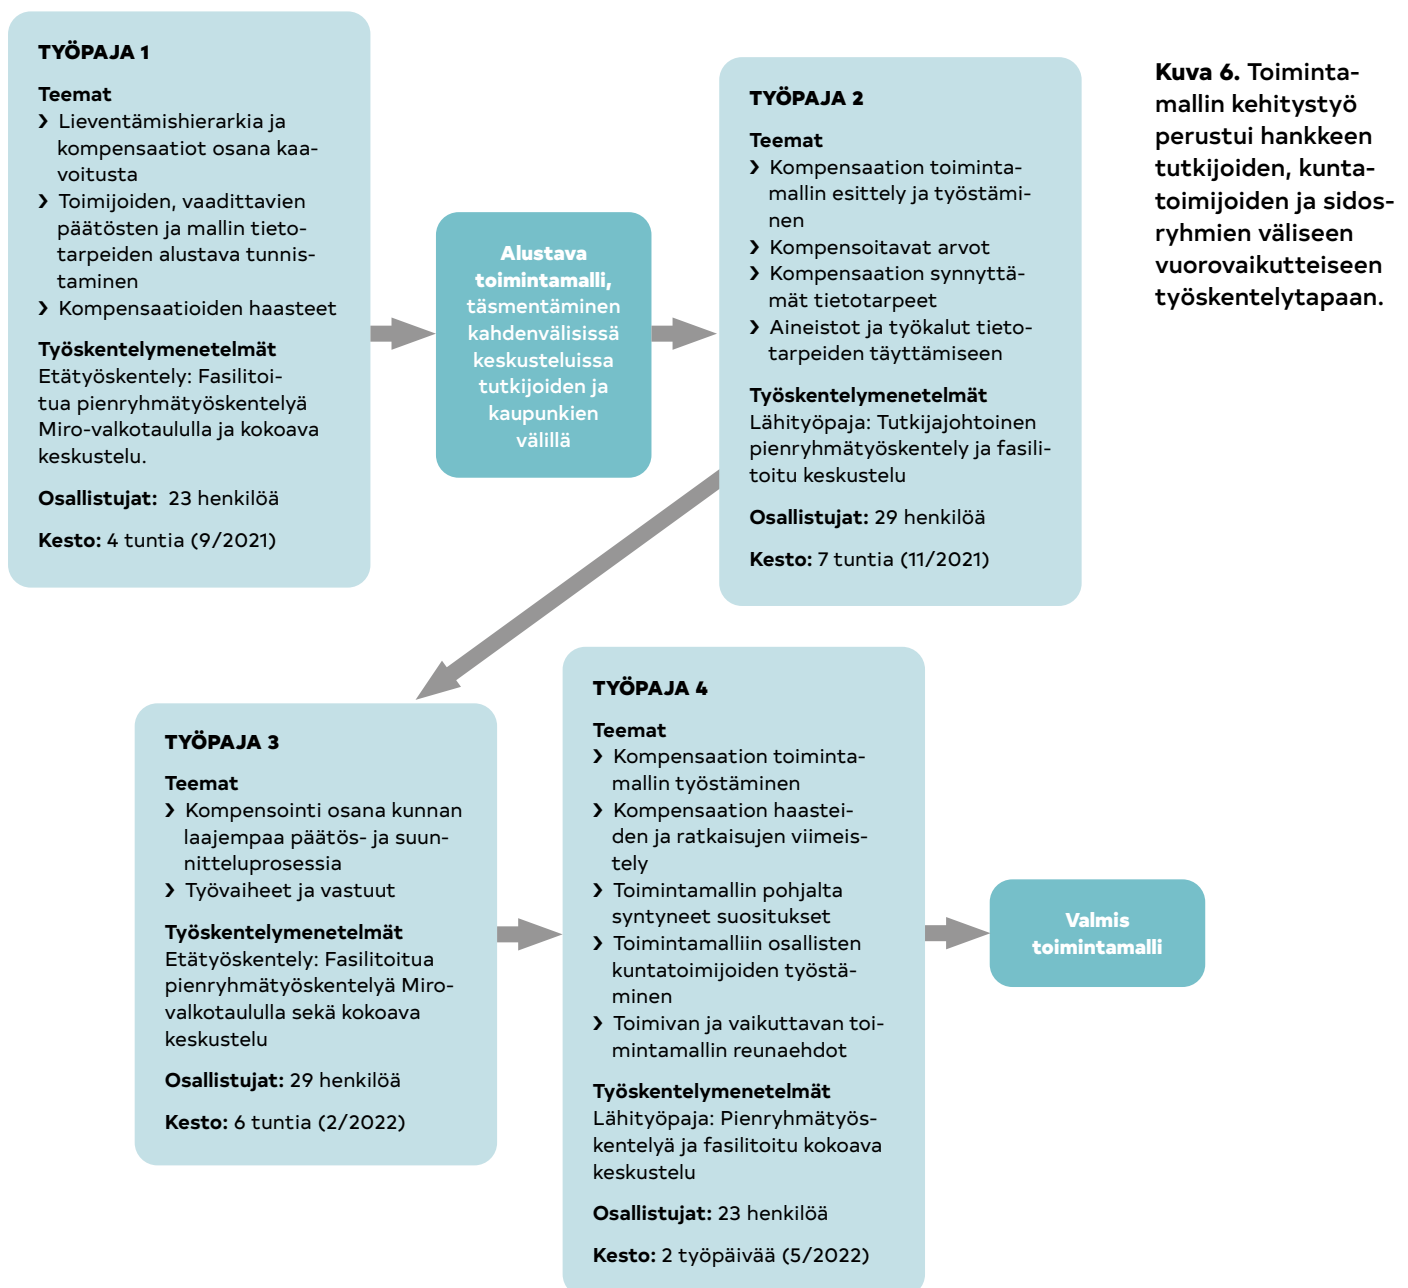 TYÖPAJA 1
Teemat
› Lieventämishierarkia ja
kompensaatiot osana kaa-
voitusta
› Toimijoiden, vaadittavien
päätösten ja mallin tieto-
tarpeiden alustava tunnis-
taminen
› Kompensaatioiden haasteet
Työskentelymenetelmät
Etätyöskentely: Fasilitoi-
tua pienryhmätyöskentelyä
Miro-valkotaululla ja kokoava
keskustelu.
Osallistujat: 23 henkilöä
Kesto: 4 tuntia (9/2021)
Alustava
toimintamalli,
täsmentäminen
kahdenvälisissä
keskusteluissa
tutkijoiden ja
kaupunkien
välillä
TYÖPAJA 2
Teemat
› Kompensaation toiminta-
mallin esittely ja työstämi-
nen
› Kompensoitavat arvot
› Kompensaation synnyttä-
mät tietotarpeet
› Aineistot ja työkalut tieto-
tarpeiden täyttämiseen
Työskentelymenetelmät
Lähityöpaja: Tutkijajohtoinen
pienryhmätyöskentely ja fasili-
toitu keskustelu
Osallistujat: 29 henkilöä
Kesto: 7 tuntia (11/2021)
Kuva 6. Toiminta-
mallin kehitystyö
perustui hankkeen
tutkijoiden, kunta-
toimijoiden ja sidos-
ryhmien väliseen
vuorovaikutteiseen
työskentelytapaan.
TYÖPAJA 3
Teemat
› Kompensointi osana kunnan
laajempaa päätös- ja suun-
nitteluprosessia
› Työvaiheet ja vastuut
Työskentelymenetelmät
Etätyöskentely: Fasilitoitua
pienryhmätyöskentelyä Miro-
valkotaululla sekä kokoava
keskustelu
Osallistujat: 29 henkilöä
Kesto: 6 tuntia (2/2022)
TYÖPAJA 4
Teemat
› Kompensaation toiminta-
mallin työstäminen
› Kompensaation haastei-
den ja ratkaisujen viimeis-
tely
› Toimintamallin pohjalta
syntyneet suositukset
› Toimintamalliin osallisten
kuntatoimijoiden työstä-
minen
› Toimivan ja vaikuttavan toi-
mintamallin reunaehdot
Työskentelymenetelmät
Lähityöpaja: Pienryhmätyös-
kentelyä ja fasilitoitu kokoava
keskustelu
Osallistujat: 23 henkilöä
Kesto: 2 työpäivää (5/2022)
Valmis
toimintamalli